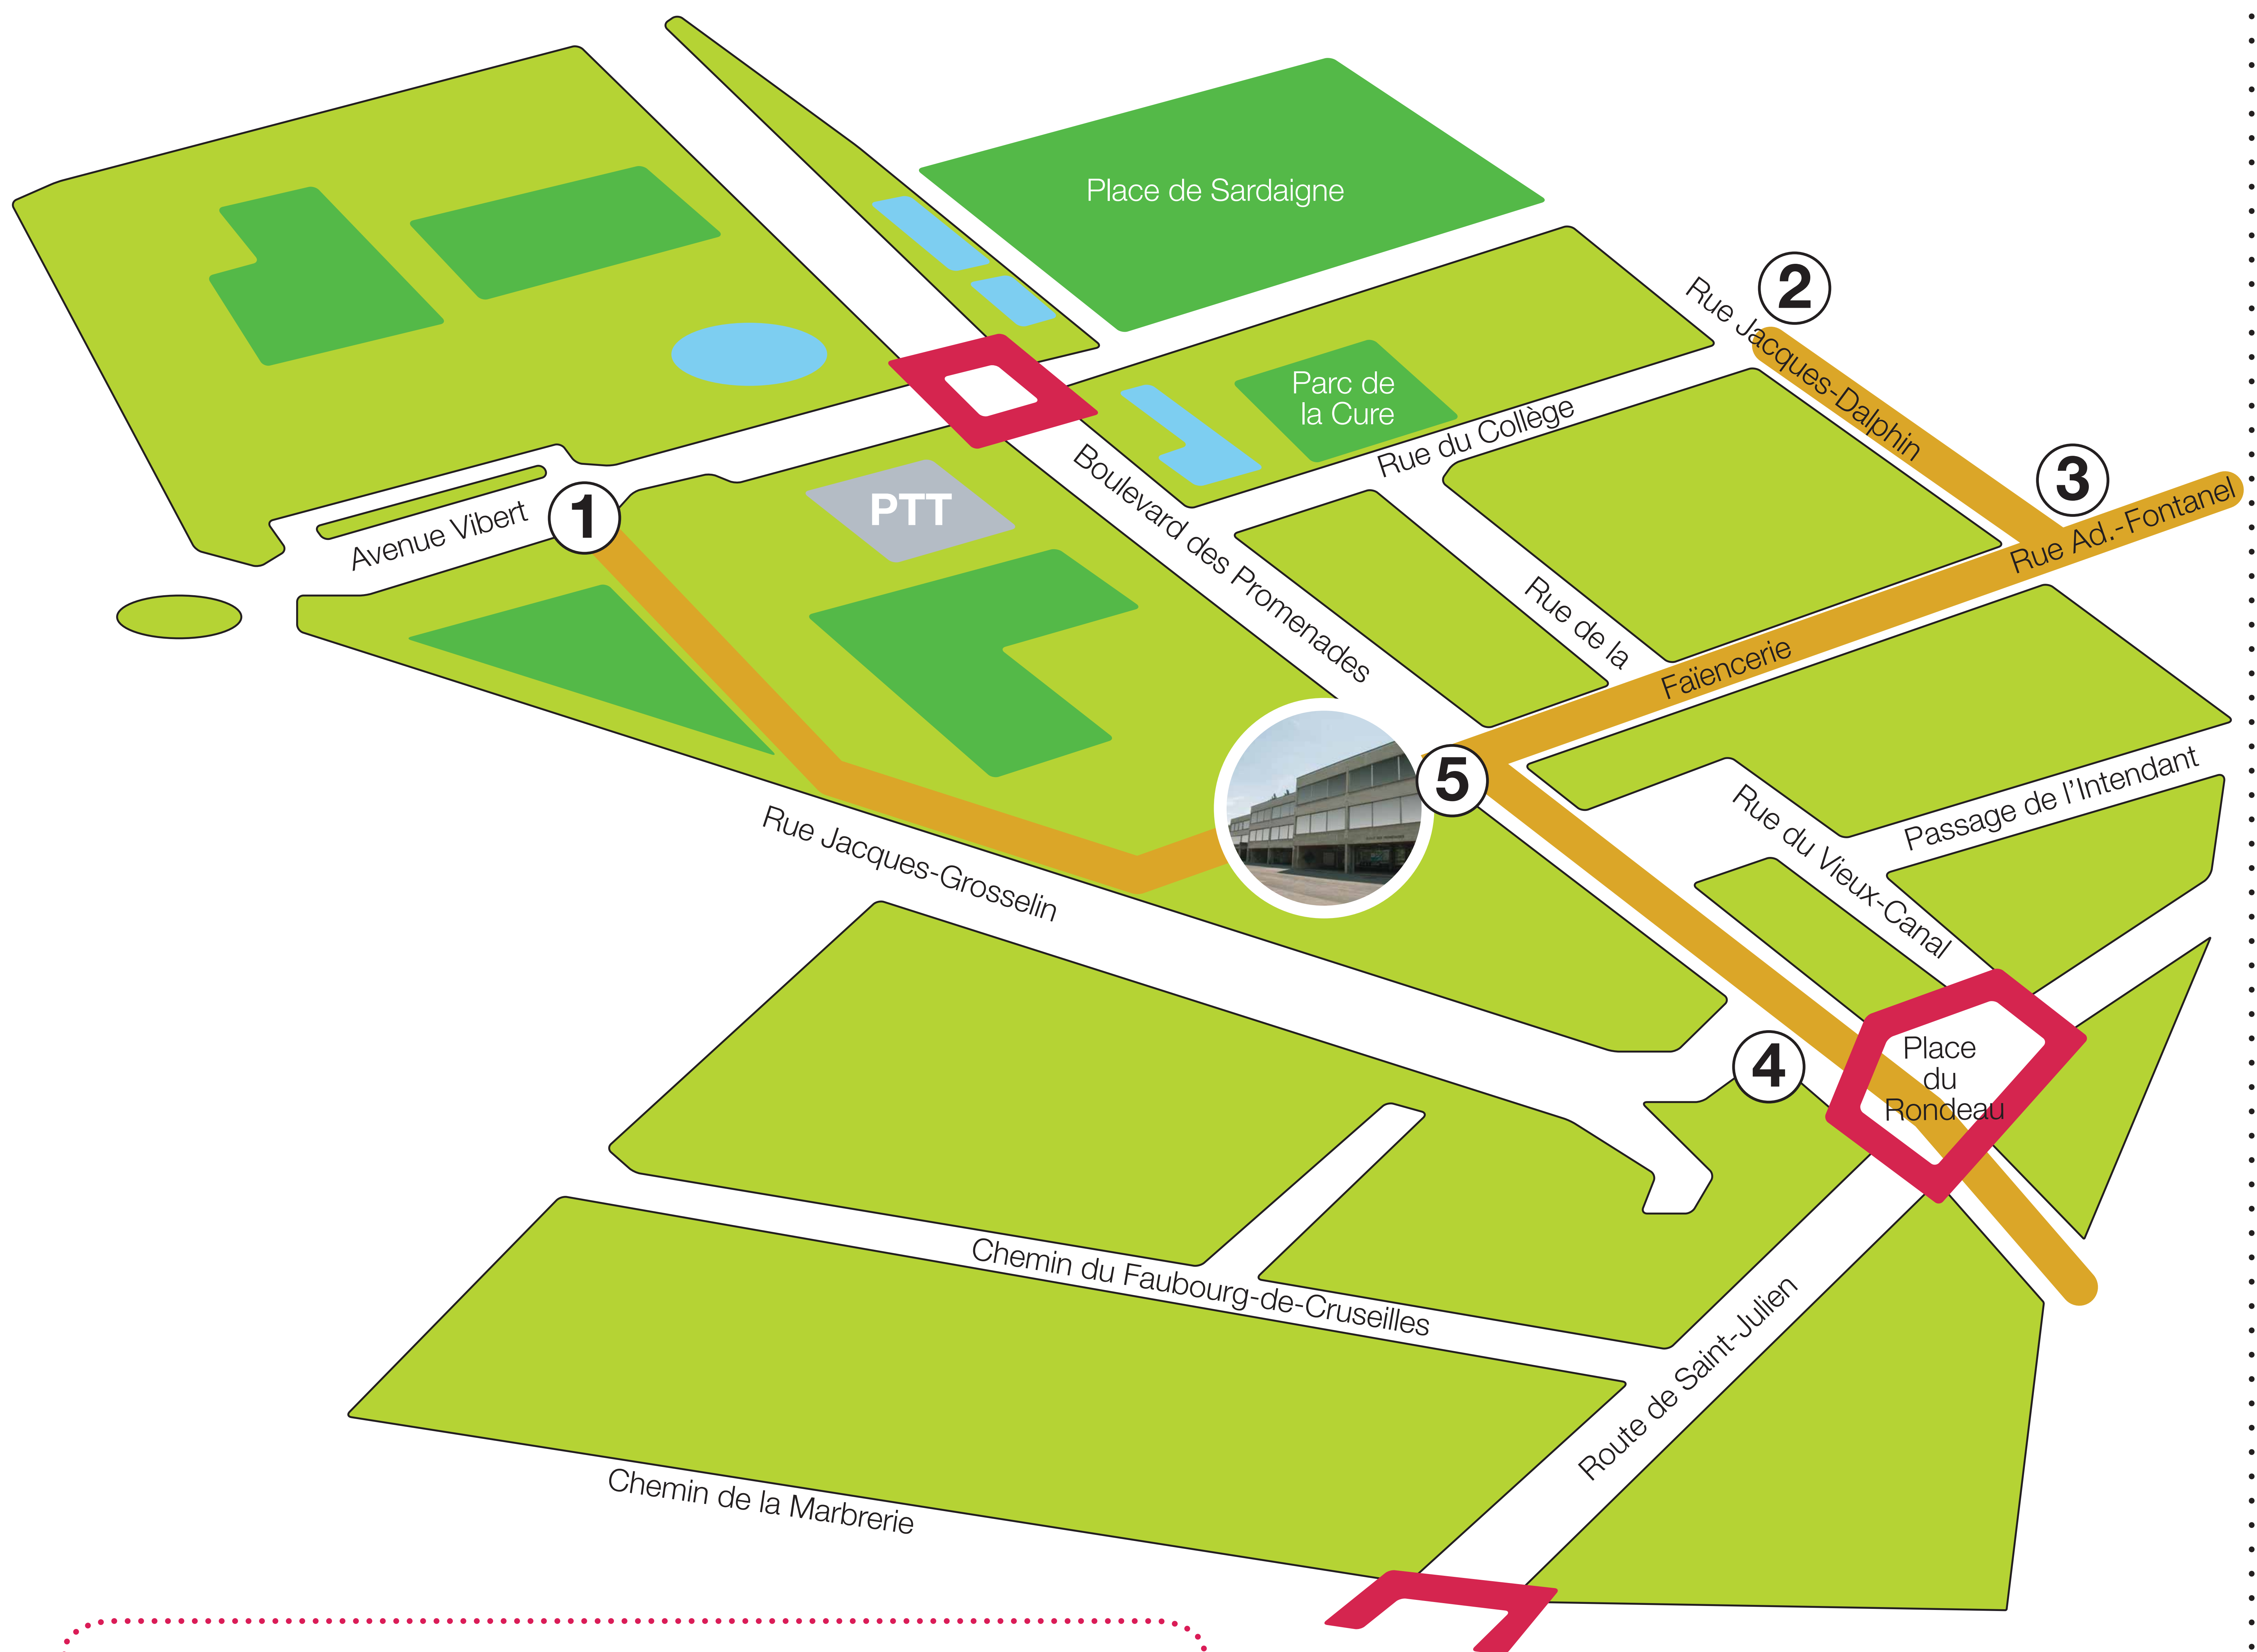 Place de Sardaigne
2
Rue Jacques-Dalphin
Parc de
la Cure
Rue du Collège
3
Rue Ad.-Fontanel
PTT
1
Avenue Vibert
Boulevard des Promenades
Rue de la
Faïencerie
5
Passage de l'Intendant
Rue du Vieux-Canal
Rue Jacques-Grosselin
4
Place
du
Rondeau
Chemin du Faubourg-de-Cruseilles
Route de Saint-Julien
Chemin de la Marbrerie